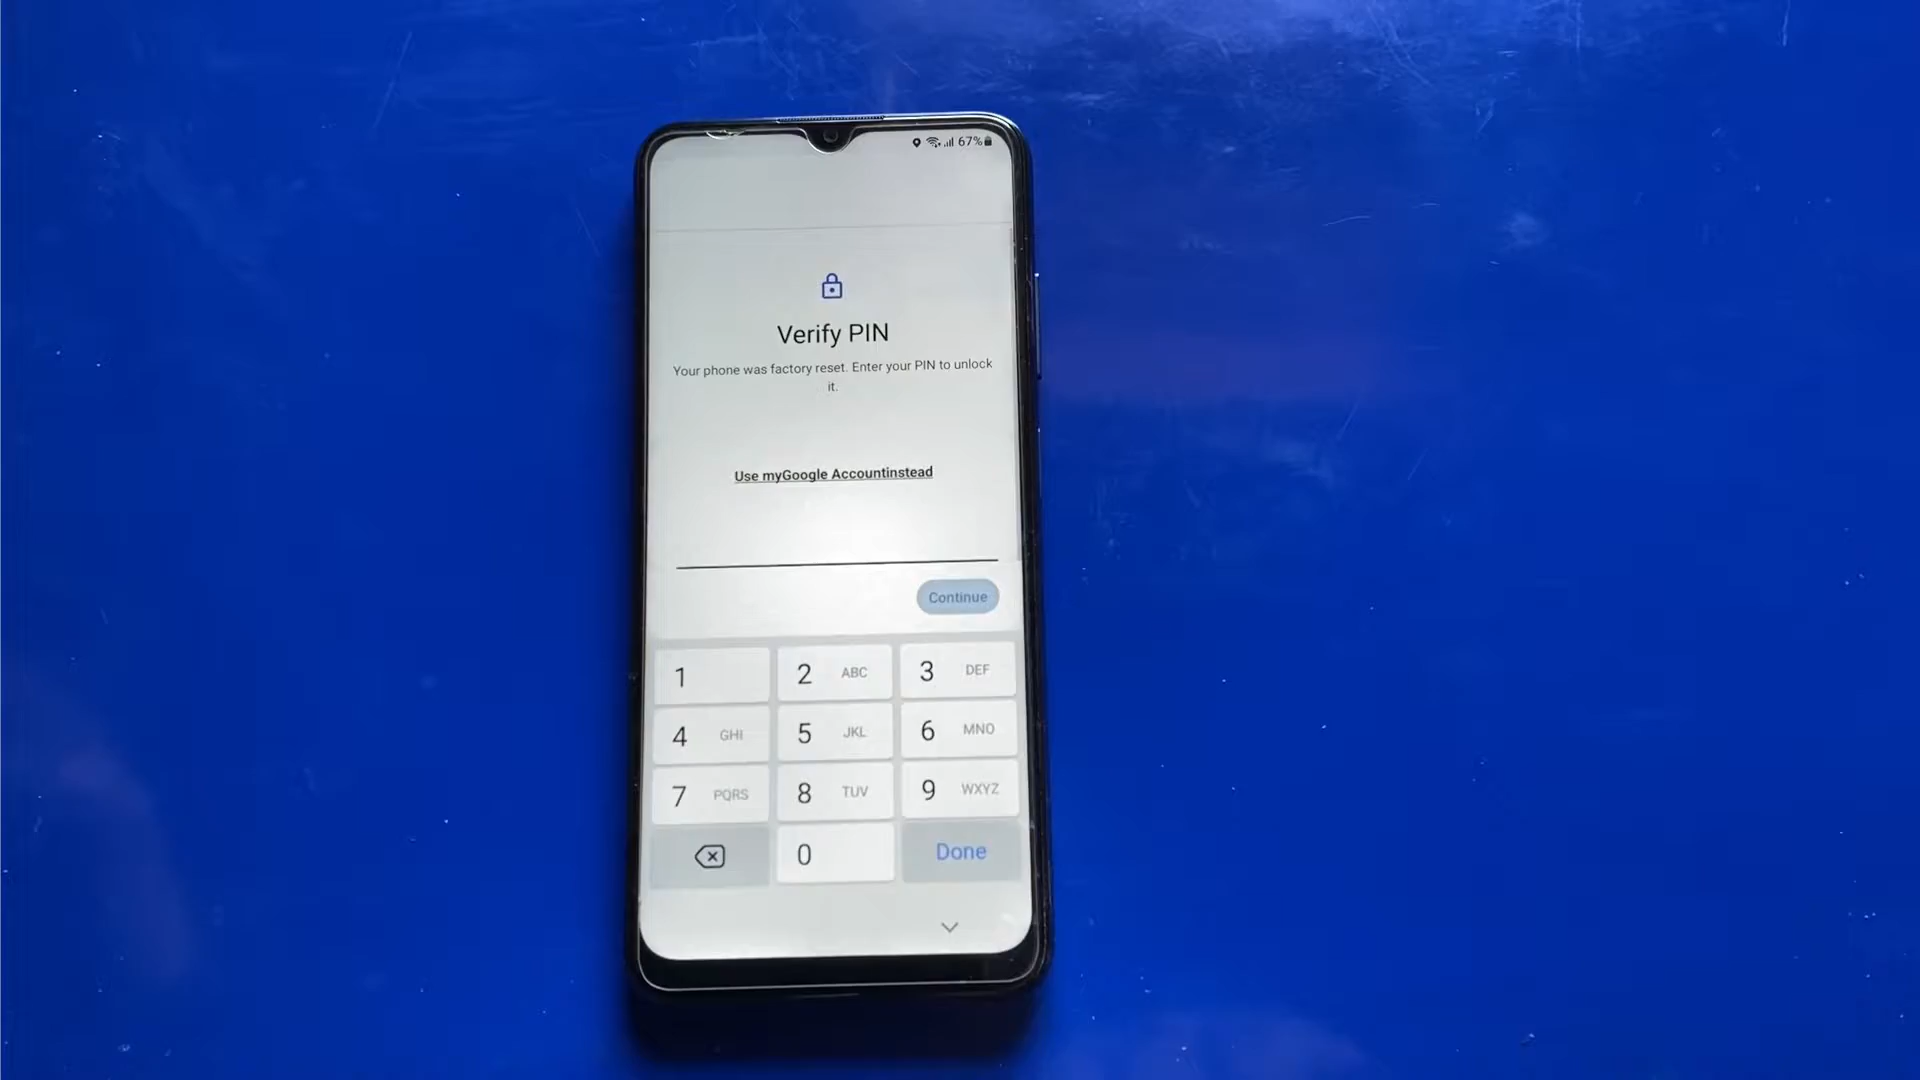 67%
Verify PIN
Your phone was factory reset. Enter your PIN to unlock
it.
Use myGoogle Accountinstead
Continue
1
2 ABC
3 DEF
4 GHI
5 JKL
6 MNO
7 PQRS
8 TUV
9 WXYZ
0
Done